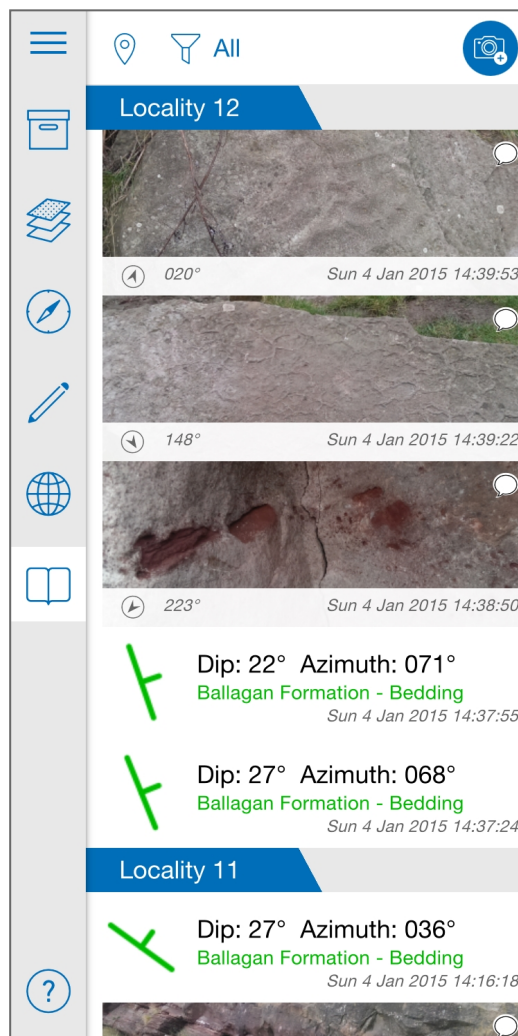 All
Locality 12
020° Sun 4 Jan 2015 14:39:53
148° Sun 4 Jan 2015 14:39:22
223° Sun 4 Jan 2015 14:38:50
Dip: 22° Azimuth: 071°
Ballagan Formation - Bedding
Sun 4 Jan 2015 14:37:55
Dip: 27° Azimuth: 068°
Ballagan Formation - Bedding
Sun 4 Jan 2015 14:37:24
Locality 11
Dip: 27° Azimuth: 036°
Ballagan Formation - Bedding
Sun 4 Jan 2015 14:16:18
?